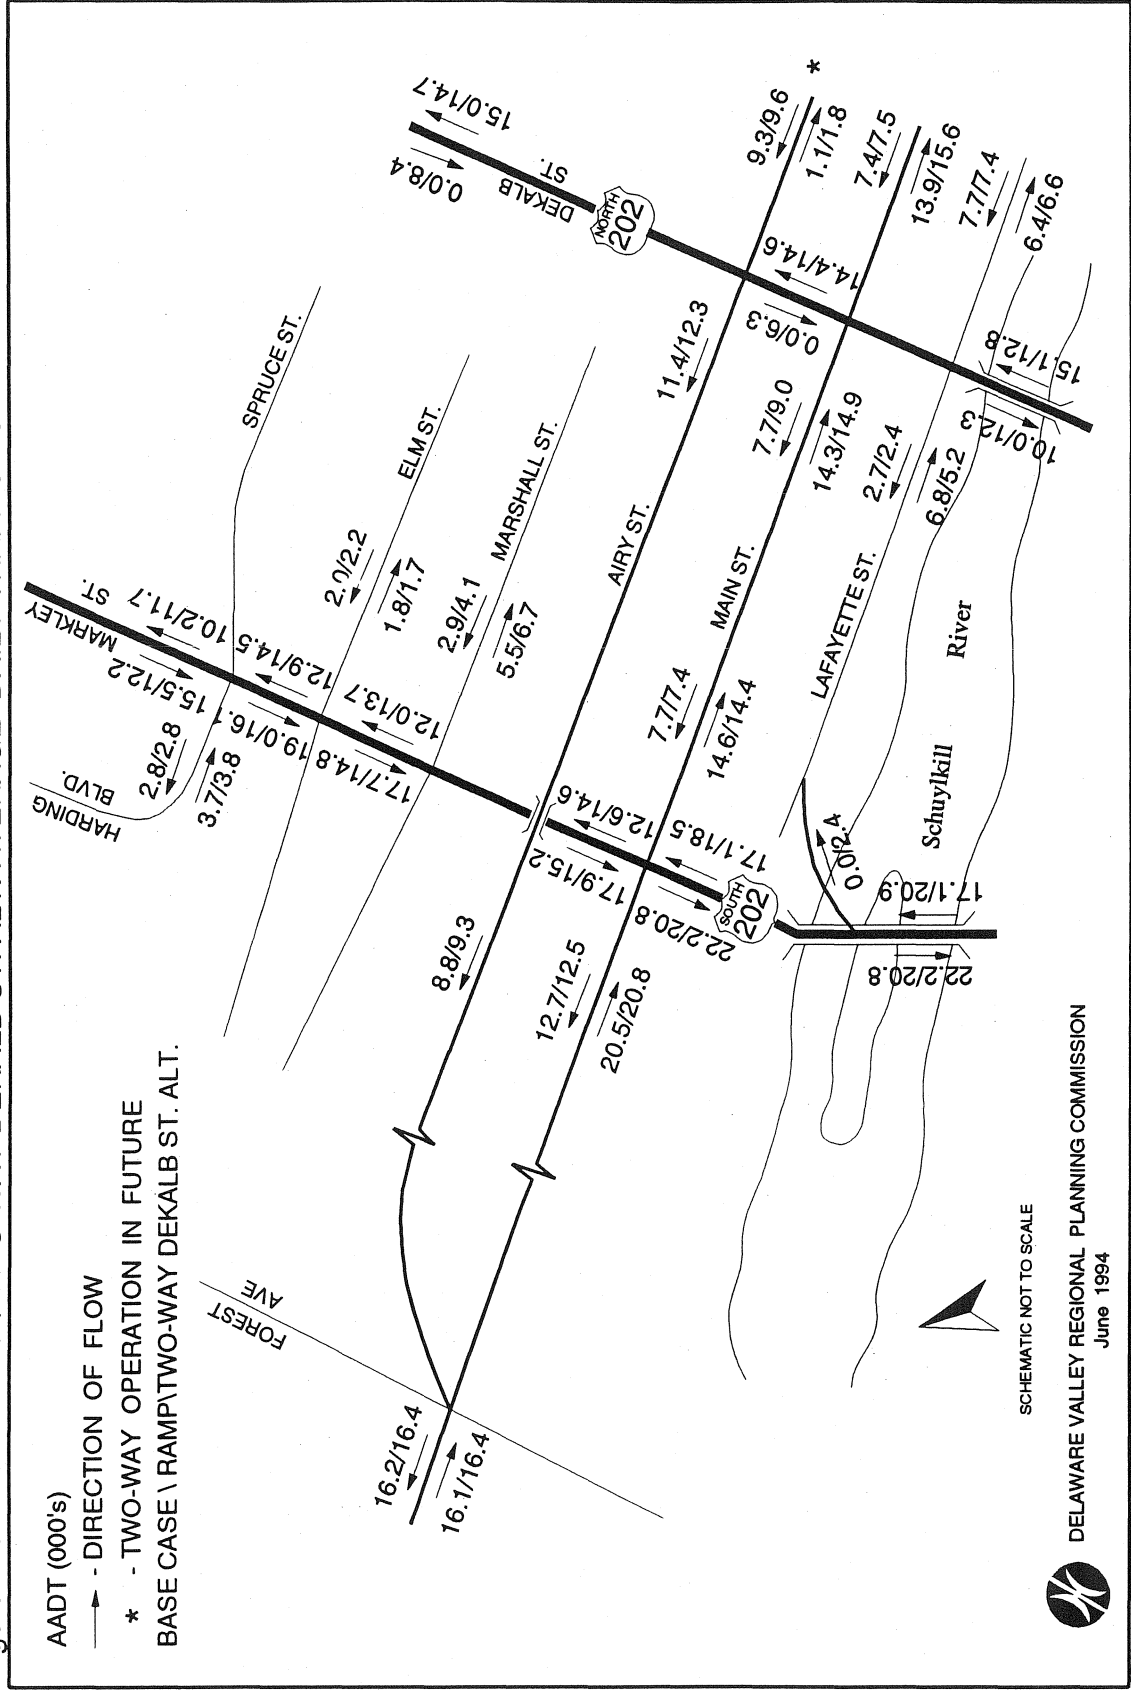 AADT (000's)
- DIRECTION OF FLOW
* - TWO-WAY OPERATION IN FUTURE
BASE CASE \ RAMP\TWO-WAY DEKALB ST. ALT.
FOREST
AVE
16.2/16.4
16.1/16.4
HARDING
BLVD.
2.8/2.8
3.7/3.8
MARKLEY
ST.
15.5/12.2
10.2/11.7
19.0/16.1
12.9/14.5
17.7/14.8
12.0/13.7
SPRUCE ST.
ELM ST.
2.0/2.2
1.8/1.7
MARSHALL ST.
2.9/4.1
5.5/6.7
DEKALB
ST.
0.0/8.4
15.0/14.7
NORTH
202
AIRY ST.
8.8/9.3
11.4/12.3
9.3/9.6
*
1.1/1.8
0.0/6.3
14.4/14.6
17.9/15.2
12.6/14.6
MAIN ST.
12.7/12.5
20.5/20.8
7.7/7.4
14.6/14.4
7.7/9.0
14.3/14.9
7.4/7.5
13.9/15.6
22.2/20.8
17.1/18.5
SOUTH
202
LAFAYETTE ST.
2.7/2.4
6.8/5.2
7.7/7.4
6.4/6.6
0.0/2.4
22.2/20.8
17.1/20.9
10.0/12.3
15.1/12.8
Schuylkill River
SCHEMATIC NOT TO SCALE
DELAWARE VALLEY REGIONAL PLANNING COMMISSION
June 1994